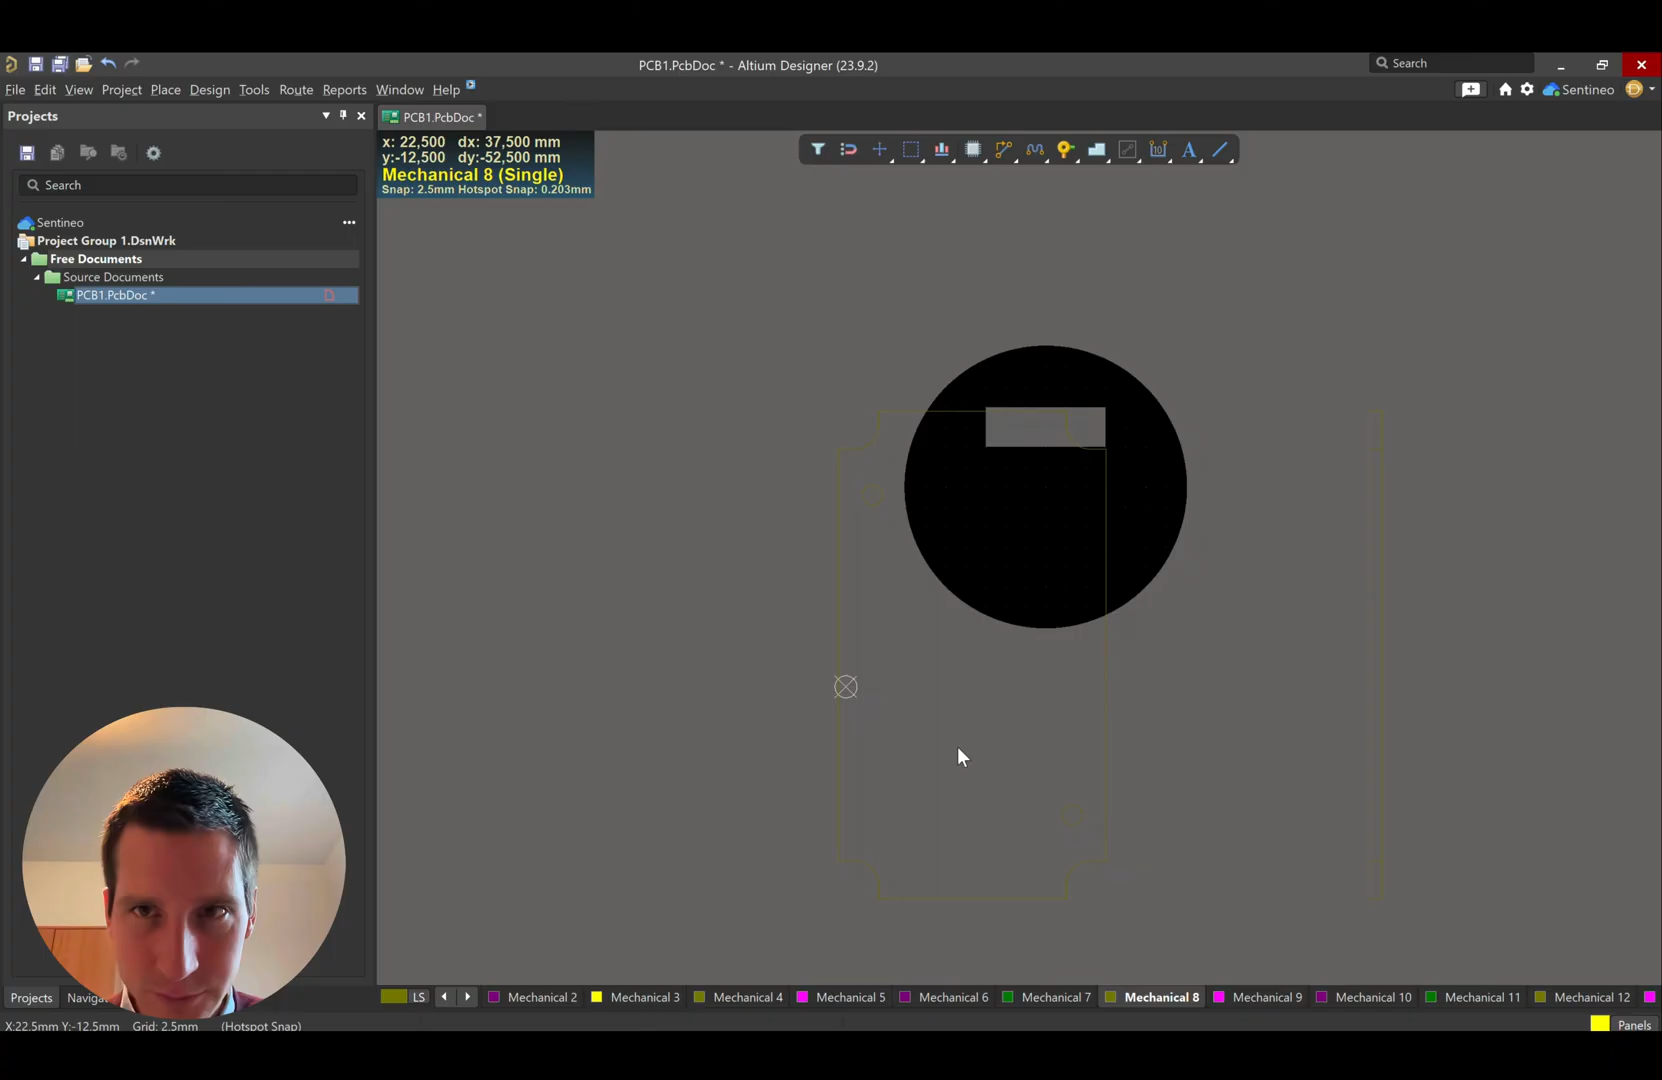 PCB1.PcbDoc * - Altium Designer (23.9.2)
Search
File Edit View Project Place Design Tools Route Reports Window Help
Sentineo
Projects
PCB1.PcbDoc *
x: 22,500 dx: 37,500 mm
y:-12,500 dy:-52,500 mm
Mechanical 8 (Single)
Snap: 2.5mm Hotspot Snap: 0.203mm
Search
Sentineo
Project Group 1.DsnWrk
Free Documents
Source Documents
PCB1.PcbDoc *
Projects
LS
Mechanical 2 Mechanical 3 Mechanical 4 Mechanical 5 Mechanical 6 Mechanical 7 Mechanical 8 Mechanical 9 Mechanical 10 Mechanical 11 Mechanical 12
X:22.5mm Y:-12.5mm Grid: 2.5mm (Hotspot Snap)
Panels